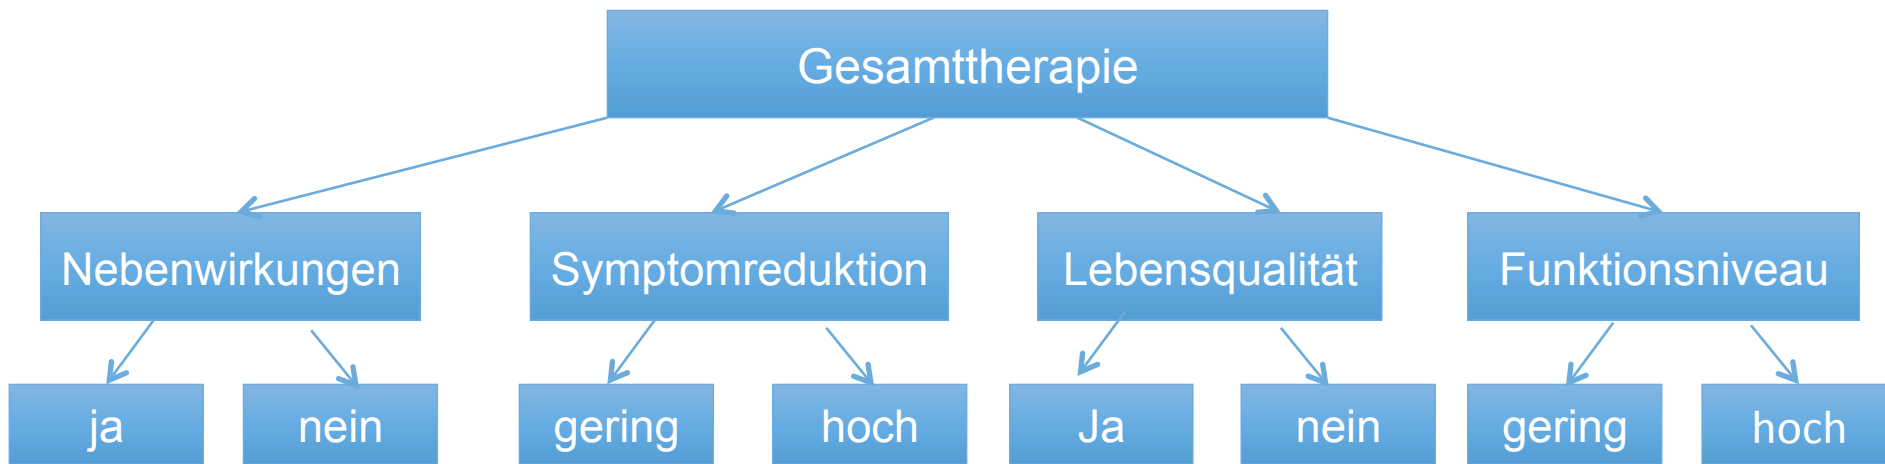 Gesamttherapie
Nebenwirkungen
Symptomreduktion
Lebensqualität
Funktionsniveau
ja
nein
gering
hoch
Ja
nein
gering
hoch